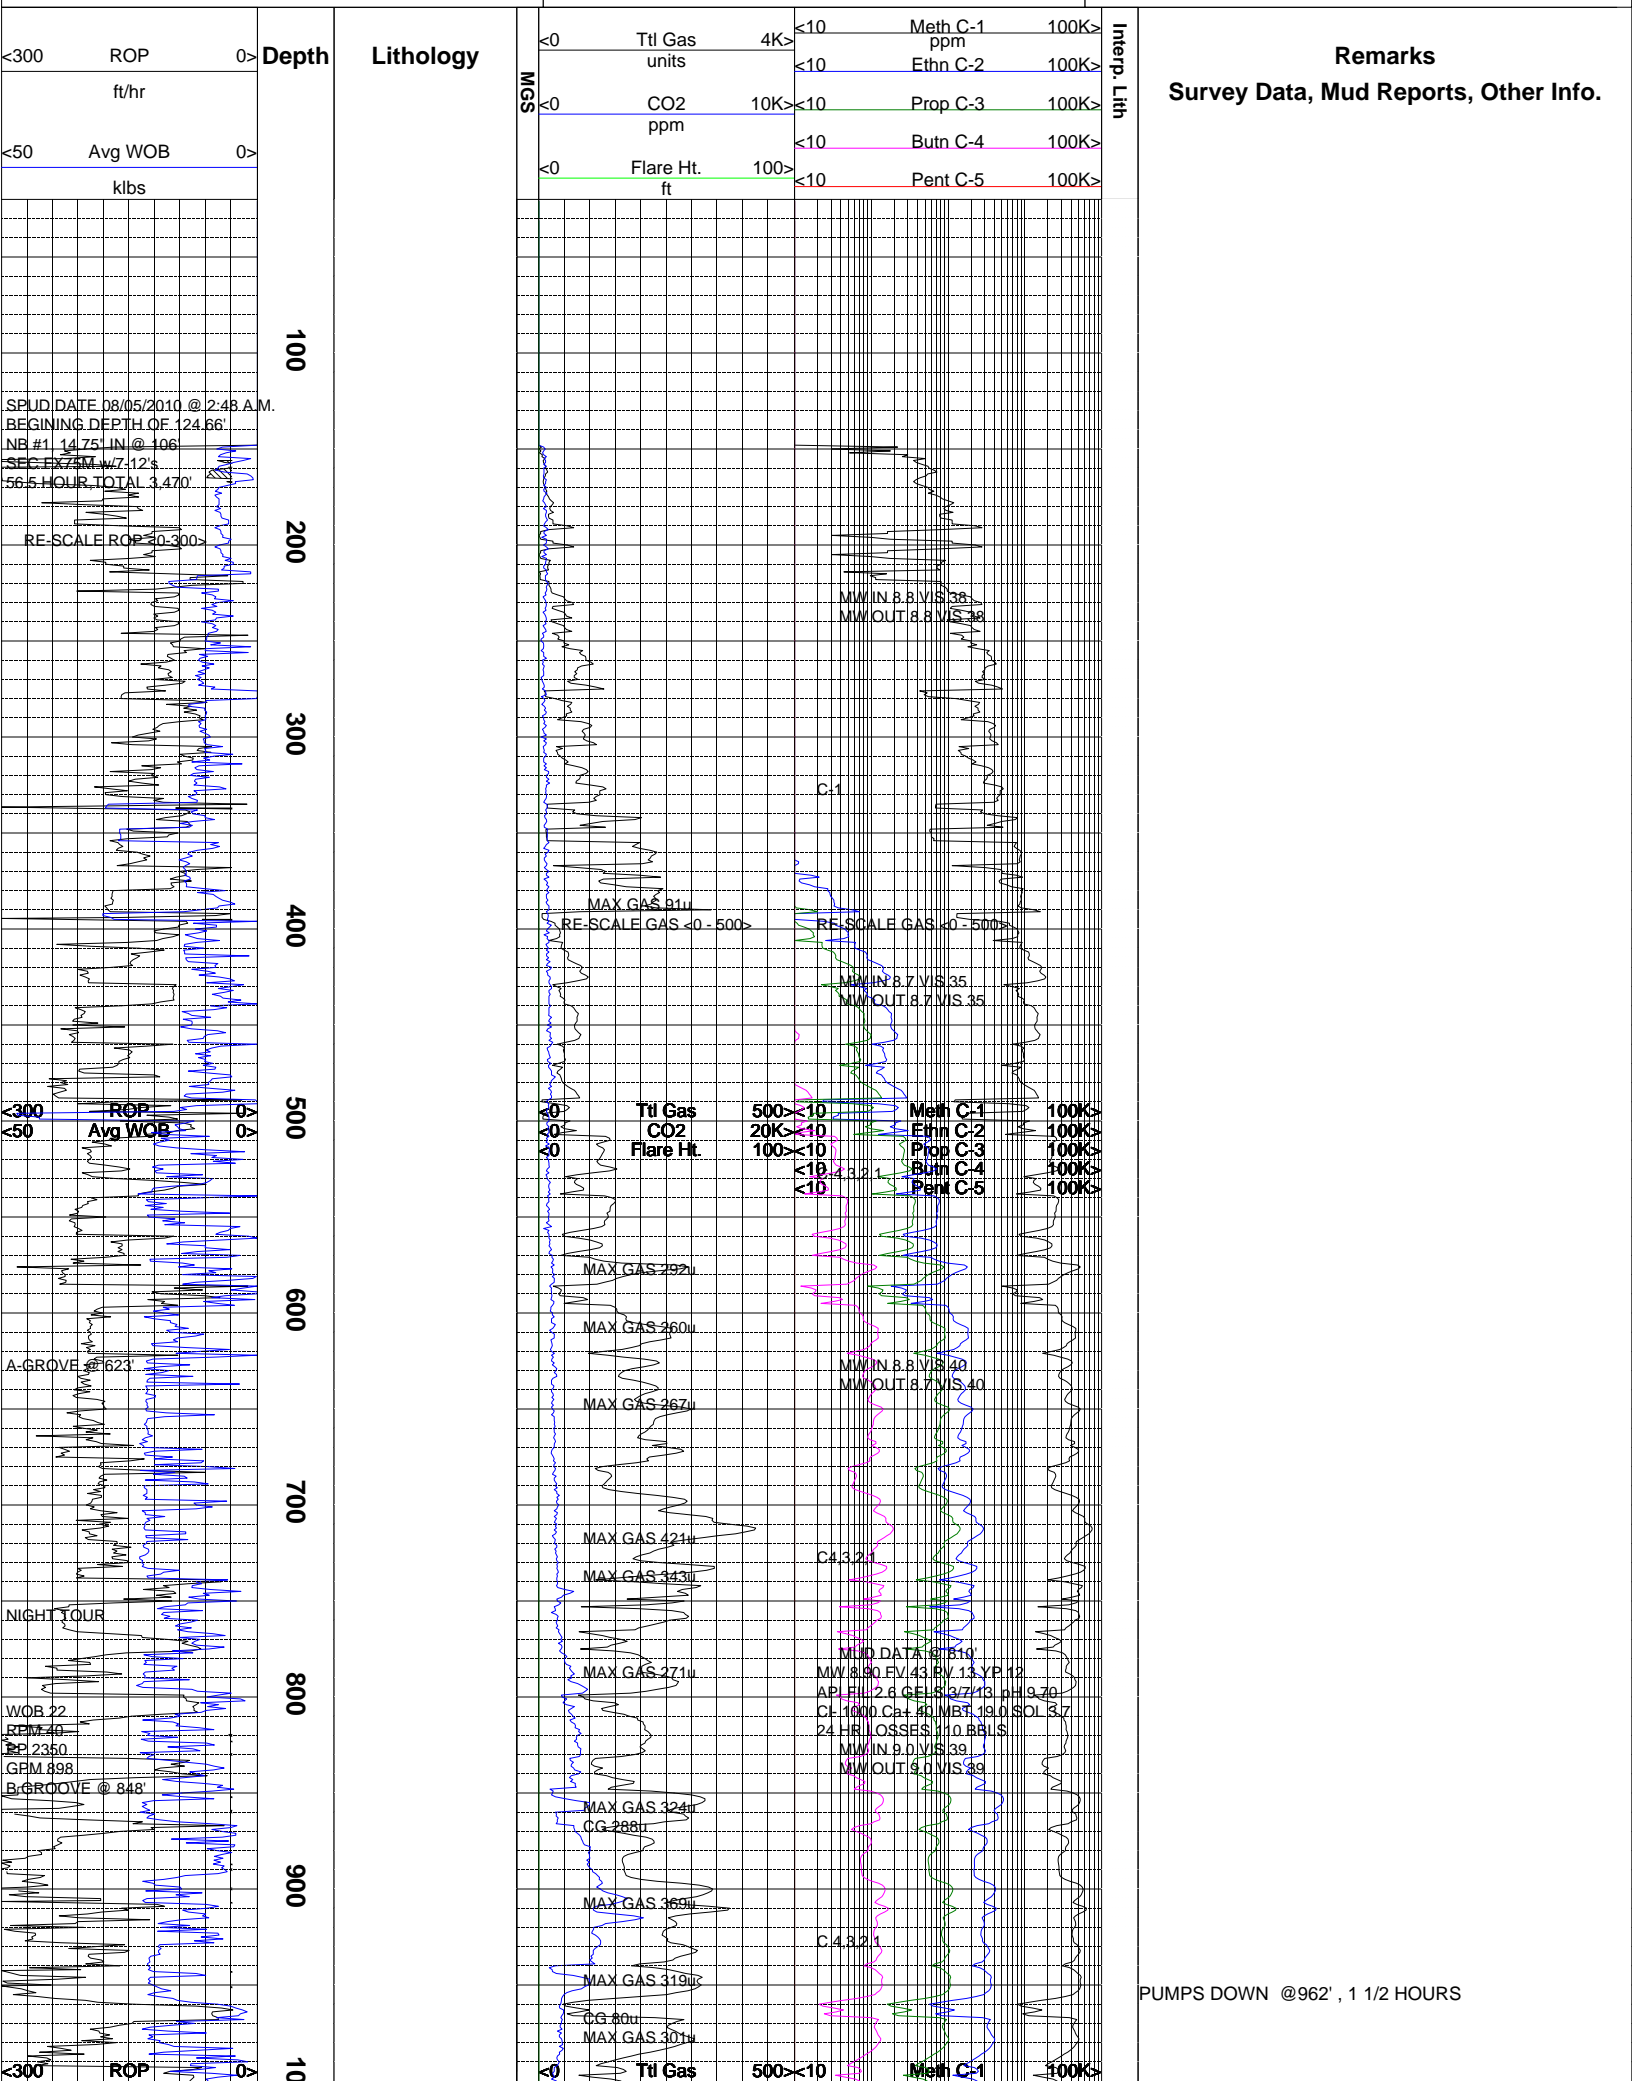 <300 ROP 0>
ft/hr
<50 Avg WOB 0>
klbs
Depth
Lithology
MGS
<0 Ttl Gas 4K>
units
<0 CO2 10K>
ppm
<0 Flare Ht. 100>
ft
<10 Meth C-1 100K>
ppm
<10 Ethn C-2 100K>
<10 Prop C-3 100K>
<10 Butn C-4 100K>
<10 Pent C-5 100K>
Interp. Lith
Remarks
Survey Data, Mud Reports, Other Info.
100
SPUD DATE 08/05/2010 @ 2:48 A.M.
BEGINING DEPTH OF 124.66'
NB #1, 14.75" IN @ 106'
SEC FX75M w/7-12's
56.5 HOUR,TOTAL 3,470'
RE-SCALE ROP <0-300>
200
MW IN 8.8 VIS 38
MW OUT 8.8 VIS 38
300
C-1
MAX GAS 91u
400
RE-SCALE GAS <0 - 500>
RE-SCALE GAS <0 - 500>
MW IN 8.7 VIS 35
MW OUT 8.7 VIS 35
500
<300 ROP 0>
<50 Avg WOB 0>
<0 Ttl Gas 500>
<0 CO2 20K>
<0 Flare Ht. 100>
<10 Meth C-1 100K>
<10 Ethn C-2 100K>
<10 Prop C-3 100K>
<10 Butn C-4 100K>
4,3,2,1
<10 Pent C-5 100K>
MAX GAS 292u
600
MAX GAS 260u
A-GROVE @ 623'
MW IN 8.8 VIS 40
MW OUT 8.7 VIS 40
MAX GAS 267u
700
MAX GAS 421u
C4,3,2,1
MAX GAS 343u
NIGHT TOUR
MUD DATA @ 810'
MAX GAS 271u
MW 8.90 FV 43 PV 13 YP 12
800
API FIL 2.6 GELS 3/7/13 pH 9.70
WOB 22
Cl- 1000 Ca+ 40 MBT 19.0 SOL 3.7
RPM 40
24 HR LOSSES 110 BBLS
PP 2350
MW IN 9.0 VIS 39
GPM 898
MW OUT 9.0 VIS 39
B-GROOVE @ 848'
MAX GAS 324u
CG 288u
900
MAX GAS 369u
C 4,3,2,1
MAX GAS 319u
PUMPS DOWN @962' , 1 1/2 HOURS
CG 80u
MAX GAS 301u
10
<300 ROP 0>
<0 Ttl Gas 500>
<10 Meth C-1 100K>